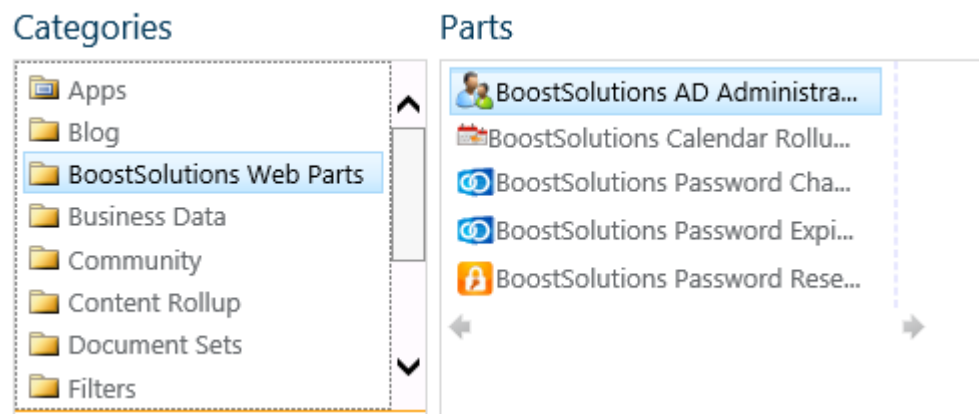 Categories
Apps
Blog
BoostSolutions Web Parts
Business Data
Community
Content Rollup
Document Sets
Filters
Parts
BoostSolutions AD Administra...
BoostSolutions Calendar Rollu...
BoostSolutions Password Cha...
BoostSolutions Password Expi...
BoostSolutions Password Rese...